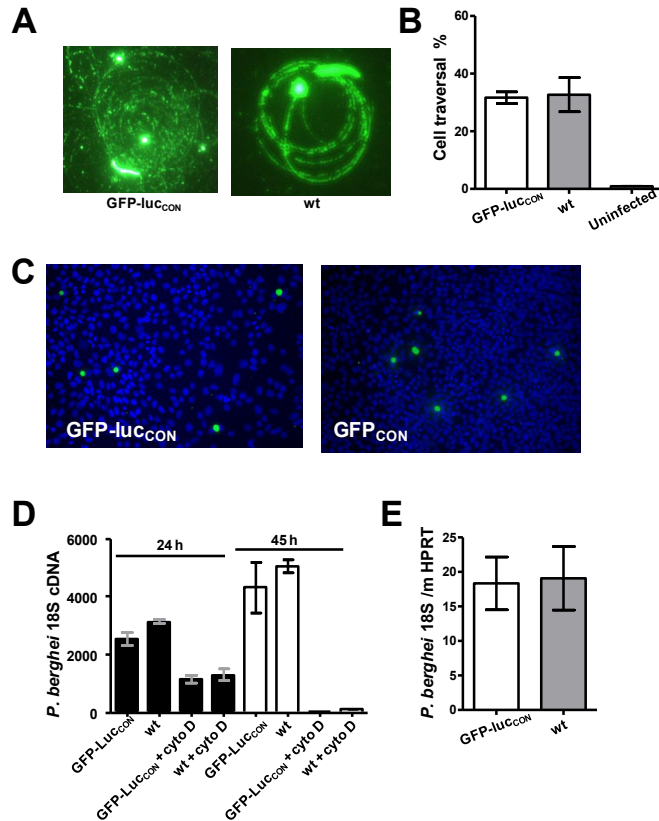 A
GFP-lucCON
wt
B
Cell traversal %
60
40
20
0
GFP-lucCON
wt
Uninfected
C
GFP-lucCON
GFPCON
D
P. berghei 18S cDNA
6000
4000
2000
0
24 h
45 h
GFP-LucCON
wt
GFP-LucCON +cyto D
wt +cyto D
GFP-LucCON
wt
GFP-LucCON +cyto D
wt +cyto D
E
P. berghei 18S /m HPRT
25
20
15
10
5
0
GFP-lucCON
wt